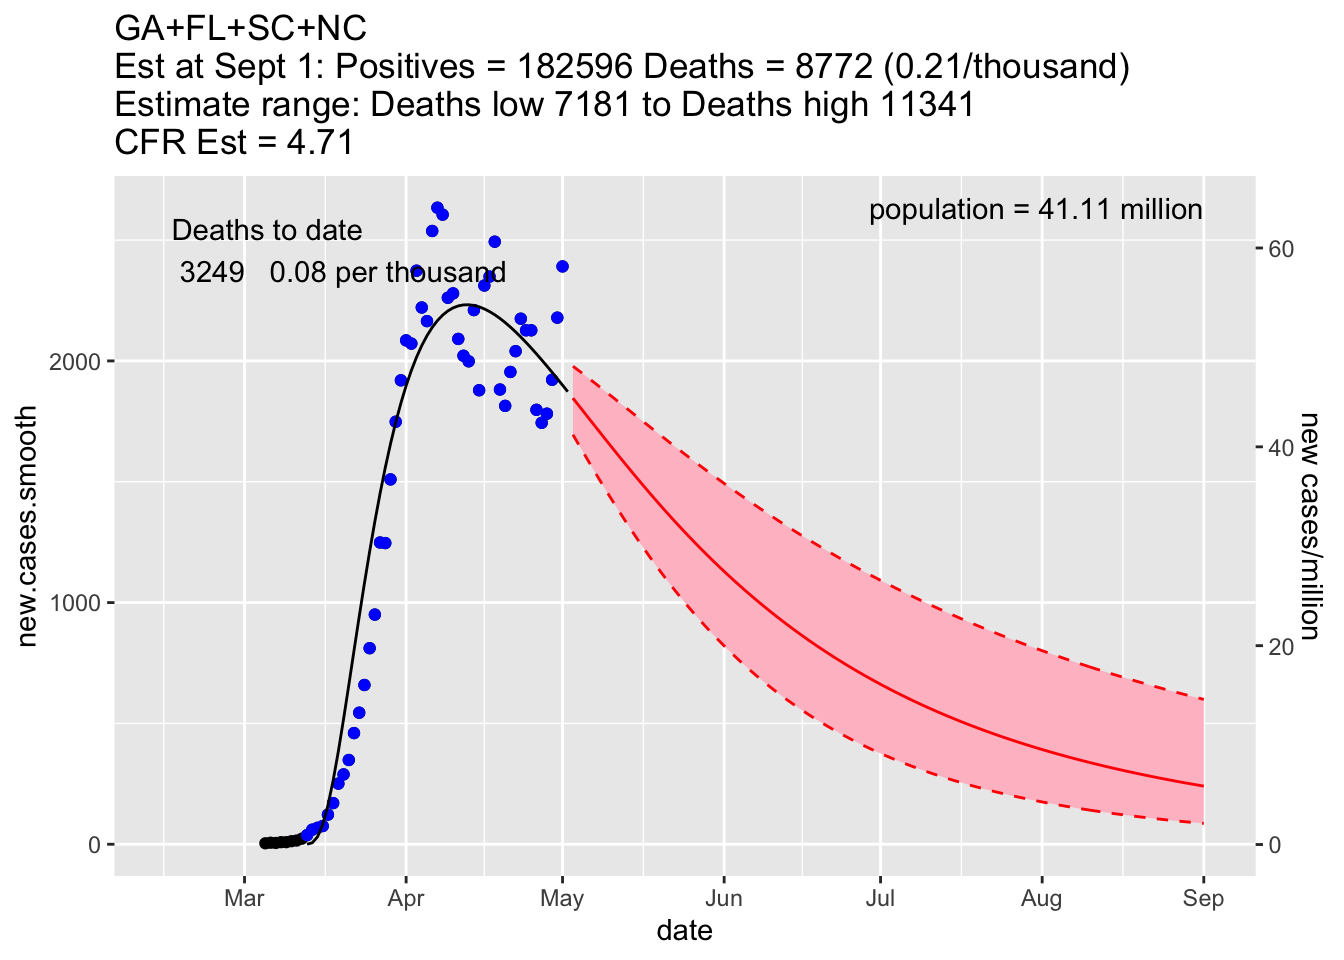 GA+FL+SC+NC
Est at Sept 1: Positives = 182596 Deaths = 8772 (0.21/thousand)
Estimate range: Deaths low 7181 to Deaths high 11341
CFR Est = 4.71
Deaths to date
3249 0.08 per thousand
population = 41.11 million
new.cases.smooth
2000
1000
0
60
40
20
0
new cases/million
Mar Apr May Jun Jul Aug Sep
date